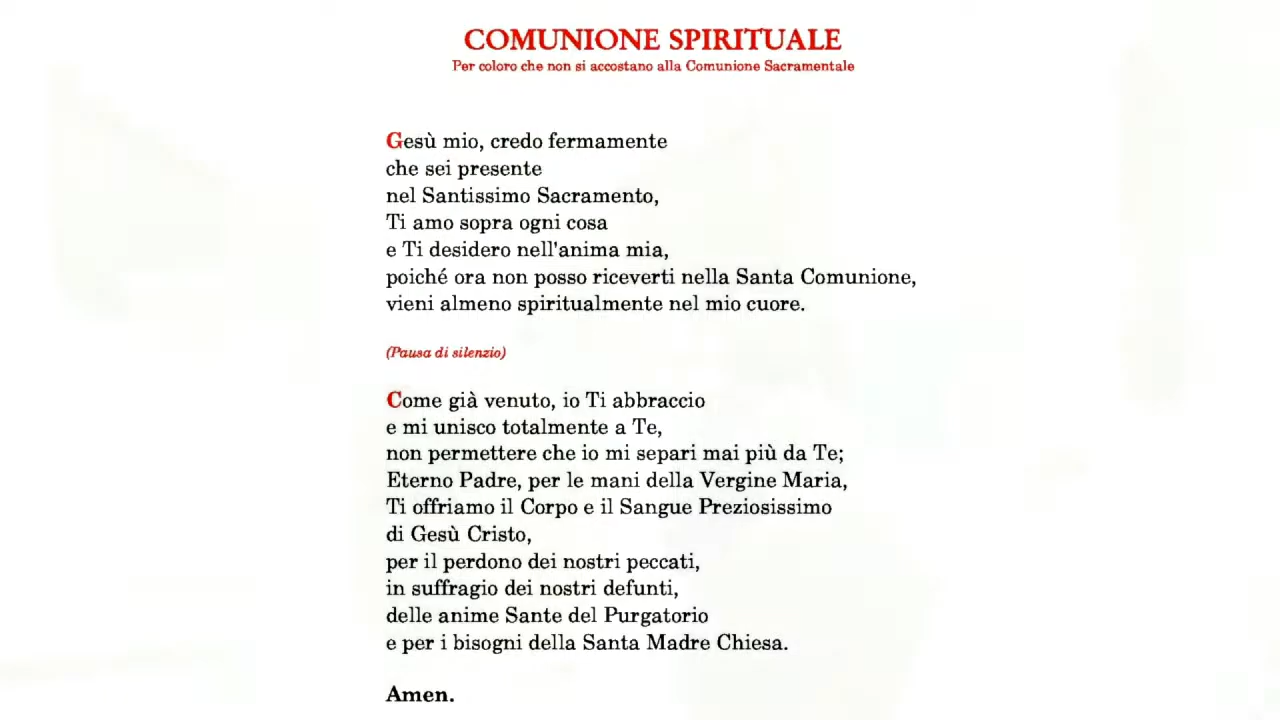 COMUNIONE SPIRITUALE
Per coloro che non si accostano alla Comunione Sacramentale
Gesù mio, credo fermamente
che sei presente
nel Santissimo Sacramento,
Ti amo sopra ogni cosa
e Ti desidero nell'anima mia,
poiché ora non posso riceverti nella Santa Comunione,
vieni almeno spiritualmente nel mio cuore.
(Pausa di silenzio)
Come già venuto, io Ti abbraccio
e mi unisco totalmente a Te,
non permettere che io mi separi mai più da Te;
Eterno Padre, per le mani della Vergine Maria,
Ti offriamo il Corpo e il Sangue Preziosissimo
di Gesù Cristo,
per il perdono dei nostri peccati,
in suffragio dei nostri defunti,
delle anime Sante del Purgatorio
e per i bisogni della Santa Madre Chiesa.
Amen.